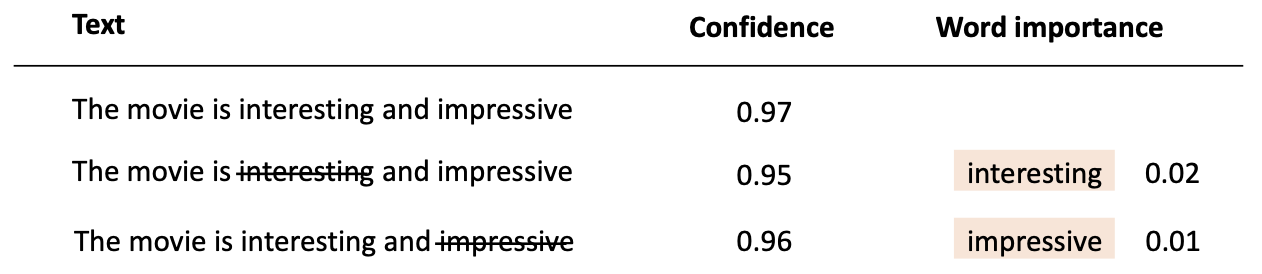 Text Confidence Word importance
The movie is interesting and impressive 0.97
The movie is interesting and impressive 0.95 interesting 0.02
The movie is interesting and impressive 0.96 impressive 0.01